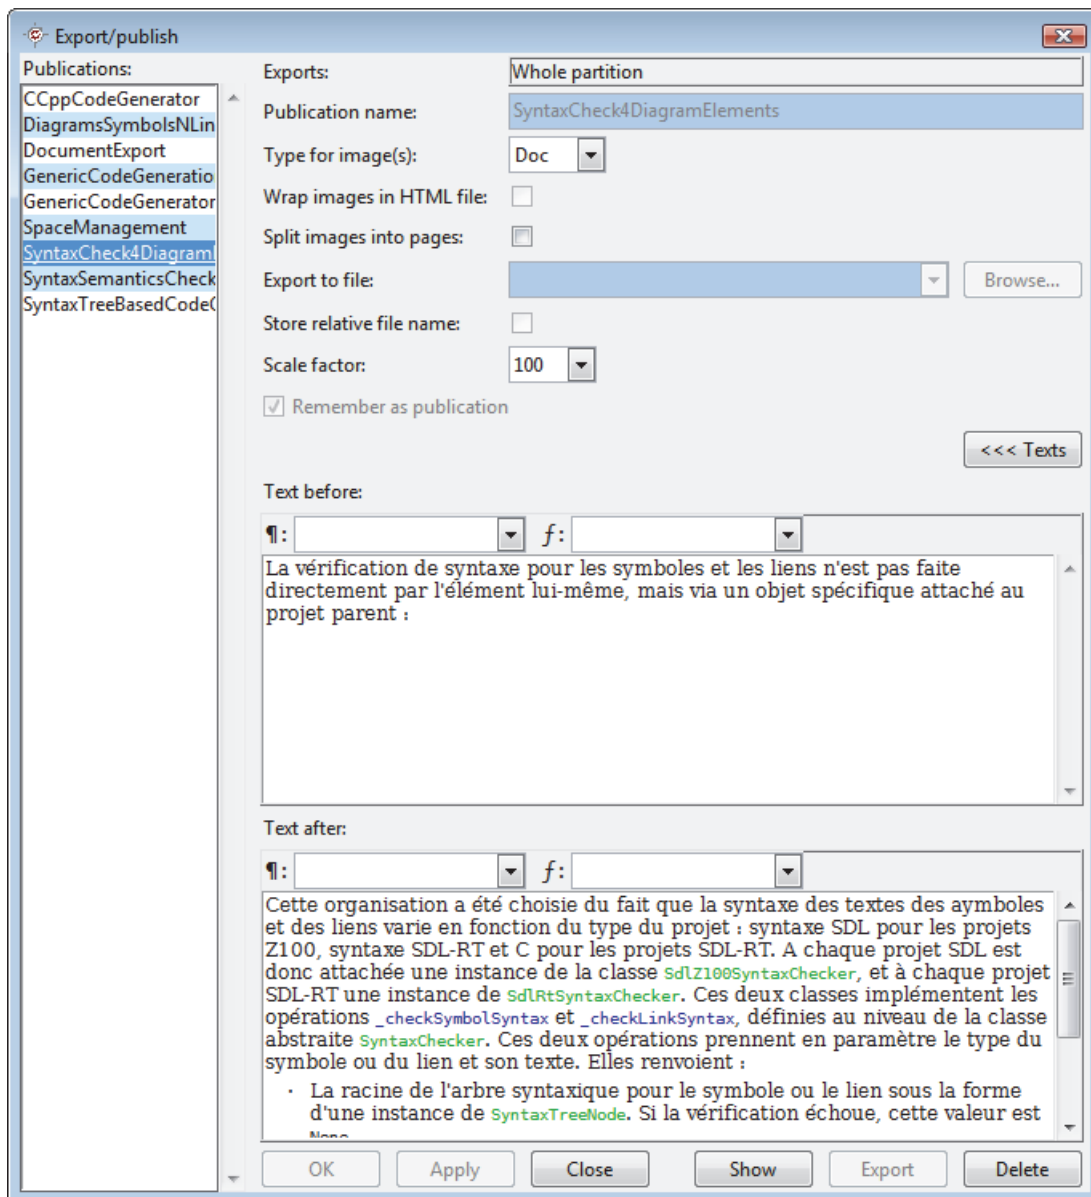 Export/publish
Publications:
CCppCodeGenerator
DiagramsSymbolsNLin
DocumentExport
GenericCodeGeneratio
GenericCodeGenerator
SpaceManagement
SyntaxCheck4Diagraml
SyntaxSemanticsCheck
SyntaxTreeBasedCodeC
Exports:
Whole partition
Publication name:
SyntaxCheck4DiagramElements
Type for image(s):
Doc
Wrap images in HTML file:
Split images into pages:
Export to file:
Browse...
Store relative file name:
Scale factor:
100
Remember as publication
<<< Texts
Text before:
¶: ƒ:
La vérification de syntaxe pour les symboles et les liens n'est pas faite
directement par l'élément lui-même, mais via un objet spécifique attaché au
projet parent :
Text after:
¶: ƒ:
Cette organisation a été choisie du fait que la syntaxe des textes des aymboles
et des liens varie en fonction du type du projet : syntaxe SDL pour les projets
Z100, syntaxe SDL-RT et C pour les projets SDL-RT. A chaque projet SDL est
donc attachée une instance de la classe SdlZ100SyntaxChecker, et à chaque projet
SDL-RT une instance de SdlRtSyntaxChecker. Ces deux classes implémentent les
opérations _checkSymbolSyntax et _checkLinkSyntax, définies au niveau de la classe
abstraite SyntaxChecker. Ces deux opérations prennent en paramètre le type du
symbole ou du lien et son texte. Elles renvoient :
· La racine de l'arbre syntaxique pour le symbole ou le lien sous la forme
d'une instance de SyntaxTreeNode. Si la vérification échoue, cette valeur est
None
OK
Apply
Close
Show
Export
Delete